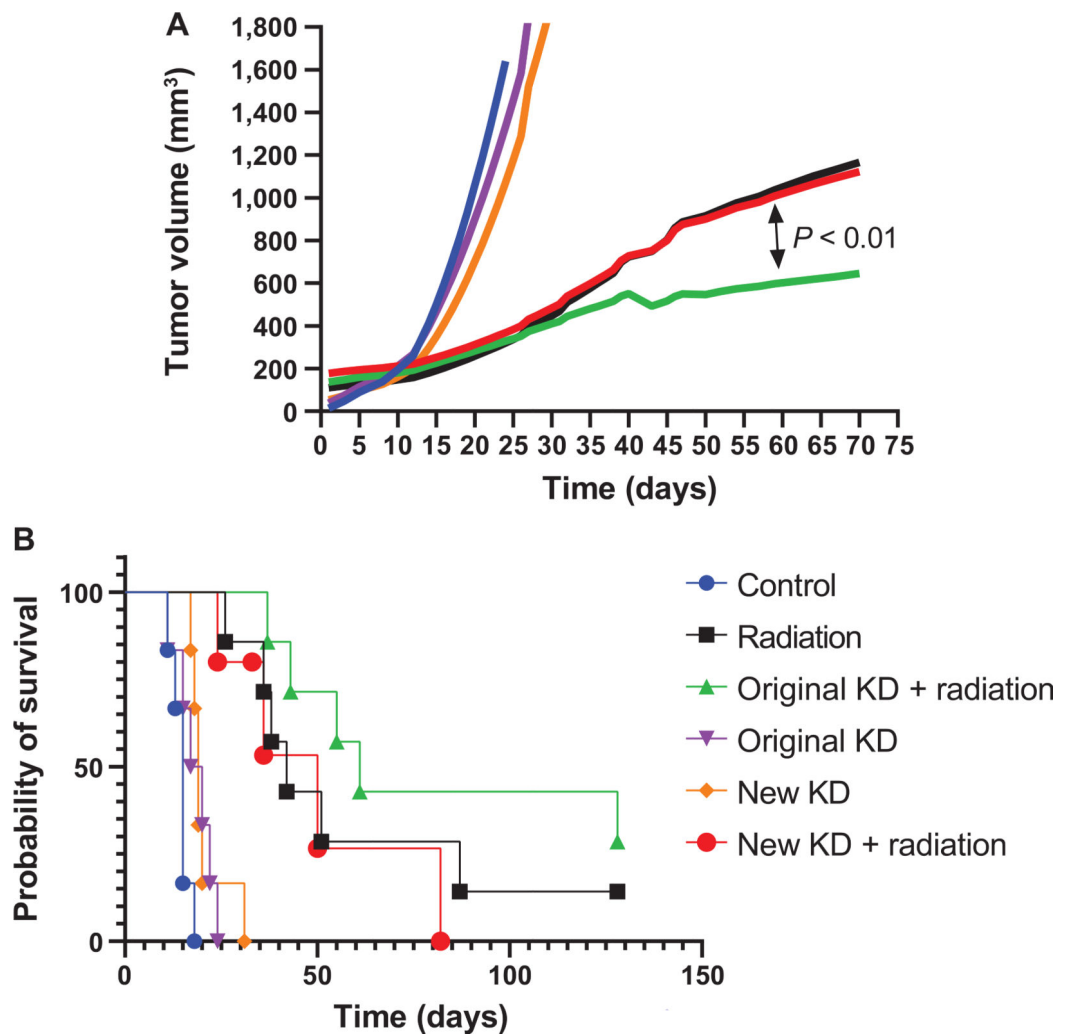 A
Tumor volume (mm³)
1,800
1,600
1,400
1,200
1,000
800
600
400
200
0
P < 0.01
0 1 5 10 15 20 25 30 35 40 45 50 55 60 65 70 75
Time (days)
B
Probability of survival
100
50
0
0 50 100 150
Time (days)
Control
Radiation
Original KD + radiation
Original KD
New KD
New KD + radiation